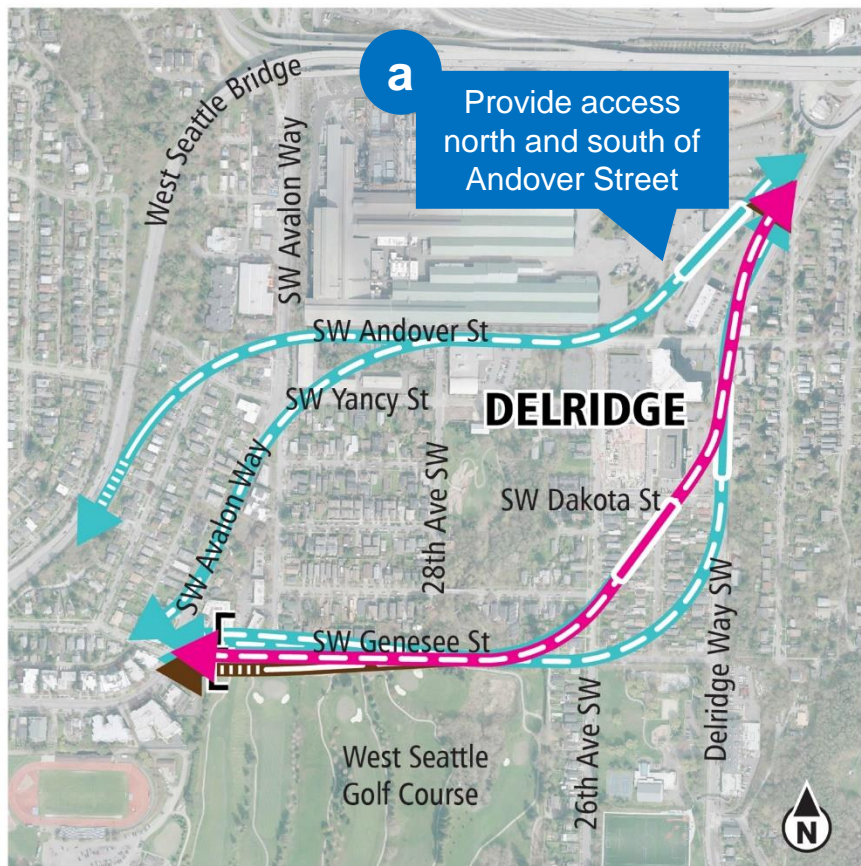 a
Provide access
north and south of
Andover Street
West Seattle Bridge
SW Avalon Way
SW Andover St
SW Yancy St
DELRIDGE
SW Avalon Way
28th Ave SW
SW Dakota St
SW Genesee St
Delridge Way SW
26th Ave SW
West Seattle
Golf Course
N